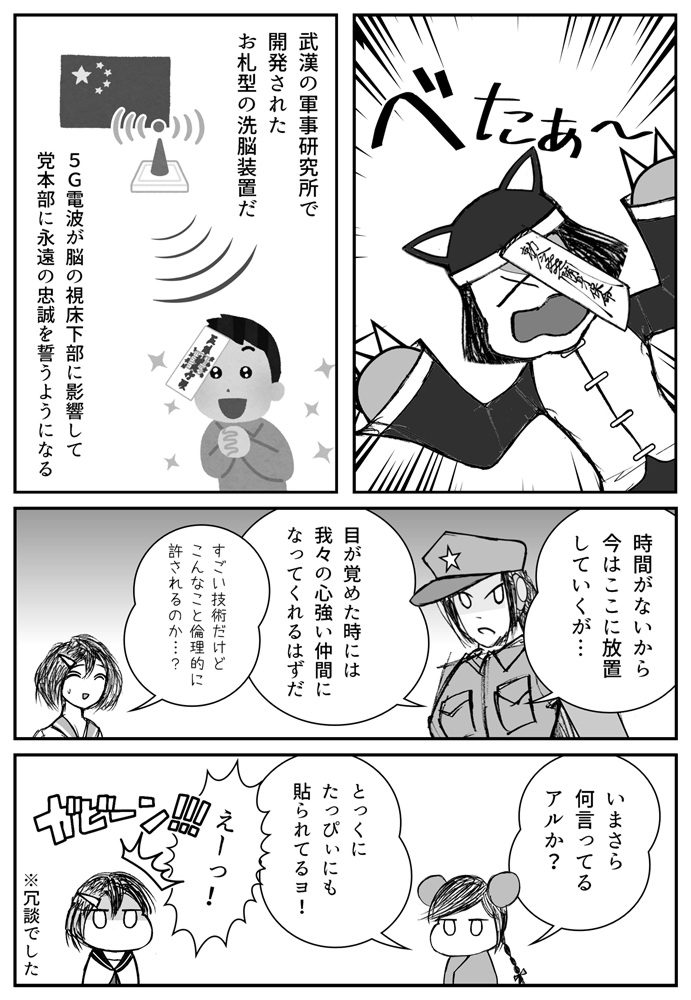 べたぁ～
武漢の軍事研究所で
開発された
お札型の洗脳装置だ
５Ｇ電波が脳の視床下部に影響して
党本部に永遠の忠誠を誓うようになる
時間がないから
今はここに放置
していくが…
目が覚めた時には
我々の心強い仲間に
なってくれるはずだ
すごい技術だけど
こんなこと倫理的に
許されるのか…？
いまさら
何言ってる
アルか？
とっくに
たっぴぃにも
貼られてるヨ！
えーっ！
ガビーン!!!
※冗談でした